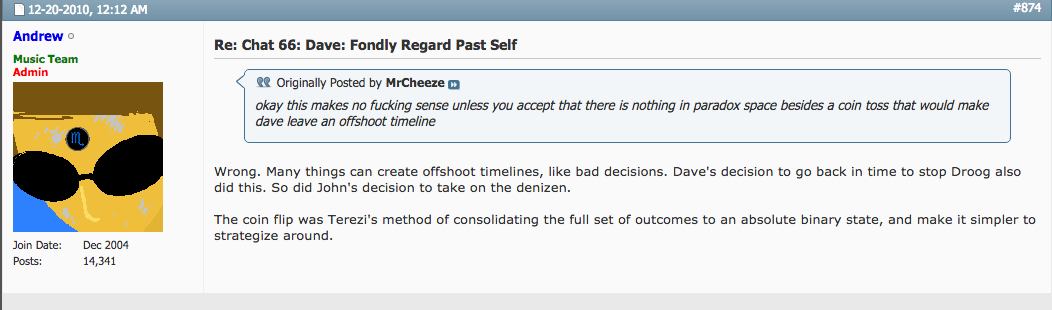 12-20-2010, 12:12 AM
#874
Andrew
Music Team
Admin
♏
Join Date: Dec 2004
Posts: 14,341
Re: Chat 66: Dave: Fondly Regard Past Self
Originally Posted by MrCheeze
okay this makes no fucking sense unless you accept that there is nothing in paradox space besides a coin toss that would make
dave leave an offshoot timeline
Wrong. Many things can create offshoot timelines, like bad decisions. Dave's decision to go back in time to stop Droog also
did this. So did John's decision to take on the denizen.
The coin flip was Terezi's method of consolidating the full set of outcomes to an absolute binary state, and make it simpler to
strategize around.